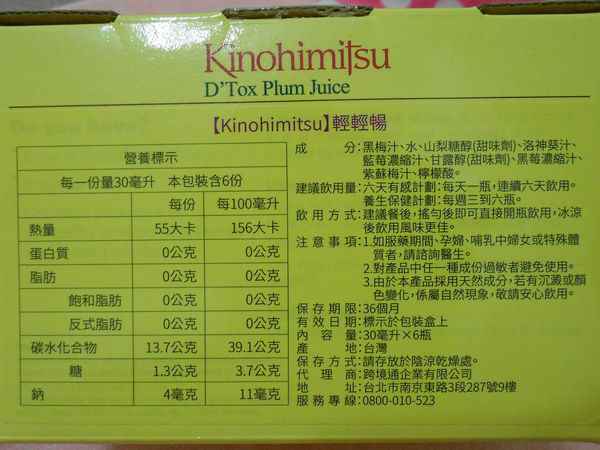 Kinohimitsu
D'Tox Plum Juice
【Kinohimitsu】輕輕暢
營養標示
每一份量30毫升 本包裝含6份
每份 每100毫升
熱量 55大卡 156大卡
蛋白質 0公克 0公克
脂肪 0公克 0公克
飽和脂肪 0公克 0公克
反式脂肪 0公克 0公克
碳水化合物 13.7公克 39.1公克
糖 1.3公克 3.7公克
鈉 4毫克 11毫克
成分:黑梅汁、水、山梨糖醇(甜味劑)、洛神葵汁、
藍莓濃縮汁、甘露醇(甜味劑)、黑莓濃縮汁、
紫蘇梅汁、檸檬酸。
建議飲用量:六天有感計劃:每天一瓶,連續六天飲用。
養生保健計劃:每週三到六瓶。
飲用方式:建議餐後,搖勻後即可直接開瓶飲用,冰涼
後飲用風味更佳。
注意事項:1.如服藥期間、孕婦、哺乳中婦女或特殊體
質者,請諮詢醫生。
2.對產品中任一種成份過敏者避免使用。
3.由於本產品採用天然成分,若有沉澱或顏
色變化,係屬自然現象,敬請安心飲用。
保存期限:36個月
有效日期:標示於包裝盒上
內容量:30毫升×6瓶
產地:台灣
保存方式:請存放於陰涼乾燥處。
代理商:跨境通企業有限公司
地址:台北市南京東路3段287號9樓
服務專線:0800-010-523